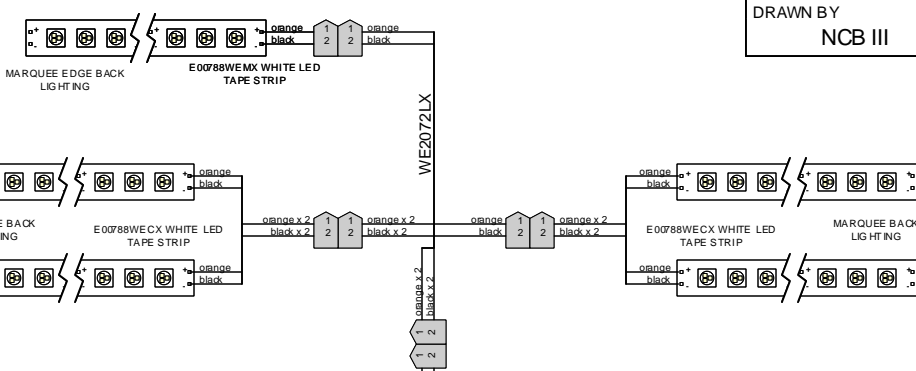 DRAWN BY
NCB III
+
-
orange
black
1 1
2 2
orange
black
MARQUEE EDGE BACK
LIGHTING
E00788WEMX WHITE LED
TAPE STRIP
WE2072LX
+
-
orange
black
orange
black
+
-
+
E BACK
ING
E00788WECX WHITE LED
TAPE STRIP
orange x 2
black x 2
1 1
2 2
orange x 2
black x 2
orange
black
1 1
2 2
orange x 2
black x 2
E00788WECX WHITE LED
TAPE STRIP
MARQUEE BACK
LIGHTING
orange
black
orange
black
orange x 2
black x 2
1 2
1 2